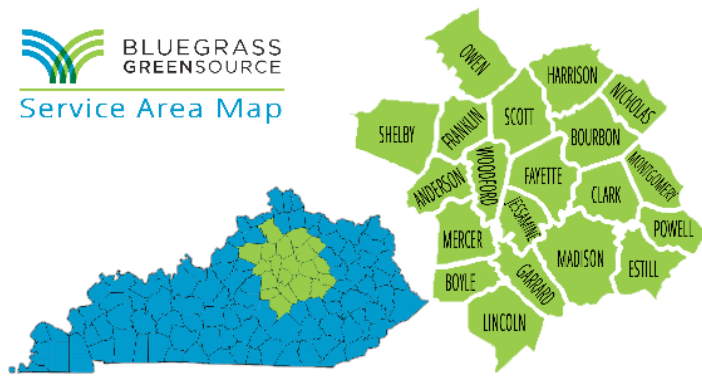 BLUEGRASS
GREENSOURCE
Service Area Map
OWEN
HARRISON
NICHOLAS
SHELBY
FRANKLIN
SCOTT
BOURBON
ANDERSON
WOODFORD
FAYETTE
MONTGOMERY
CLARK
JESSAMINE
MERCER
POWELL
MADISON
ESTILL
BOYLE
GARRARD
LINCOLN